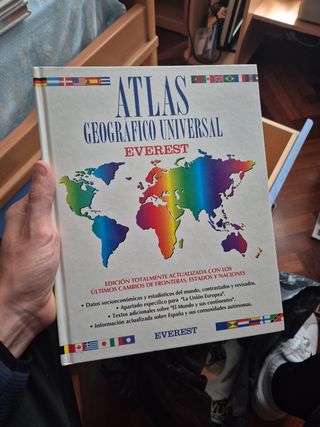 ATLAS
GEOGRÁFICO UNIVERSAL
EVEREST
EDICIÓN TOTALMENTE ACTUALIZADA CON LOS
ÚLTIMOS CAMBIOS DE FRONTERAS, ESTADOS Y NACIONES
• Datos socioeconómicos y estadísticos del mundo, contrastados y revisados.
• Apartado específico para "La Unión Europea".
• Textos adicionales sobre "El Mundo y sus continentes".
• Información actualizada sobre España y sus comunidades autónomas.
EVEREST